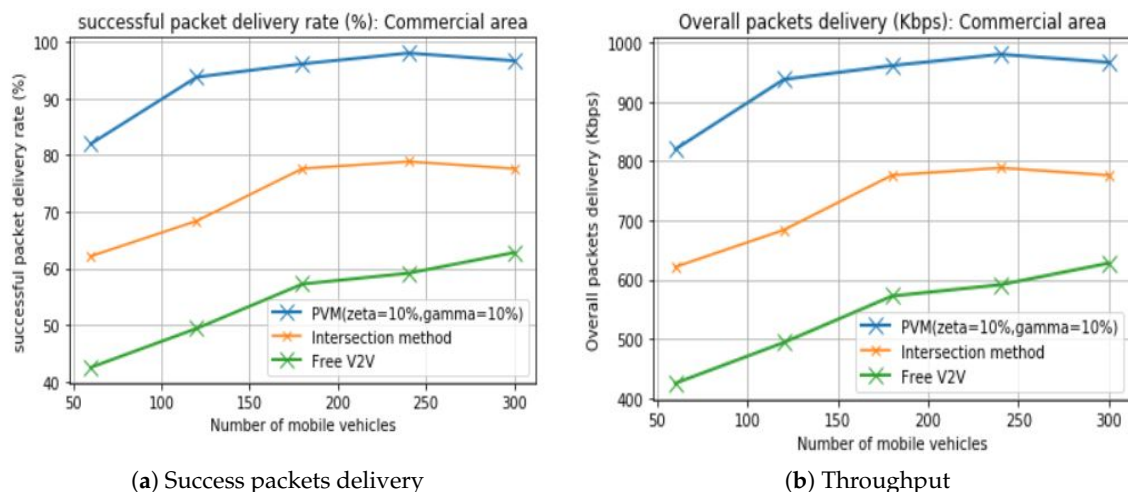 successful packet delivery rate (%): Commercial area
successful packet delivery rate (%)
100
90
80
70
60
50
40
50
100
150
200
250
300
Number of mobile vehicles
PVM(zeta=10%,gamma=10%)
Intersection method
Free V2V
(a) Success packets delivery
Overall packets delivery (Kbps): Commercial area
Overall packets delivery (Kbps)
1000
900
800
700
600
500
400
50
100
150
200
250
300
Number of mobile vehicles
PVM(zeta=10%,gamma=10%)
Intersection method
Free V2V
(b) Throughput